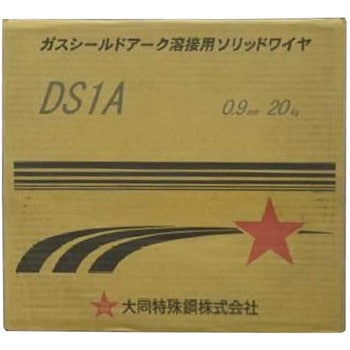 ガスシールドアーク溶接用ソリッドワイヤ
DS1A 0.9mm 20kg
大同特殊鋼株式会社